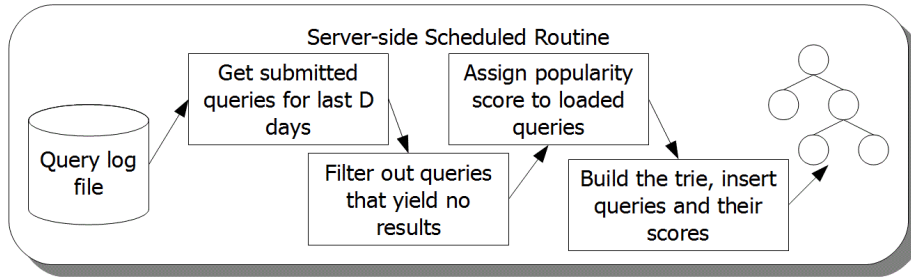 Server-side Scheduled Routine
Query log
file
Get submitted
queries for last D
days
Filter out queries
that yield no
results
Assign popularity
score to loaded
queries
Build the trie, insert
queries and their
scores